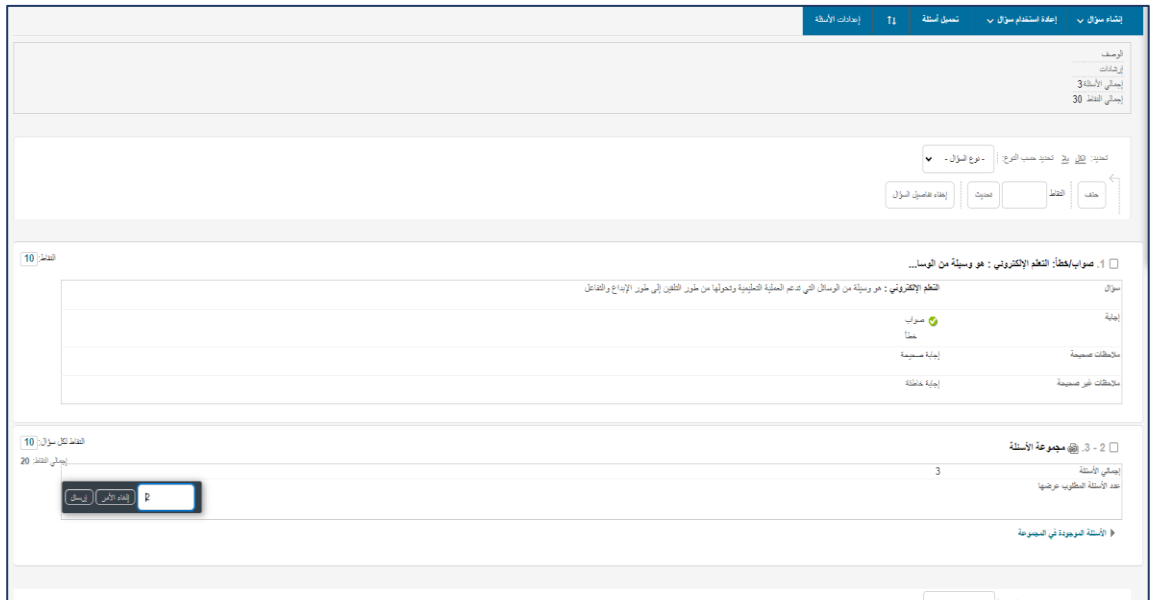 إنشاء سؤال إعادة استخدام سؤال تحميل أسئلة إعدادات الأسئلة
الوصف
إرشادات
إجمالي الأسئلة 3
إجمالي النقاط 30
تحديد: الكل بلا تحديد حسب النوع: - نوع السؤال -
حذف النقاط تحديث إخفاء تفاصيل السؤال
1. صواب/خطأ: التعلم الإلكتروني : هو وسيلة من الوسا... النقاط: 10
سؤال التعلم الإلكتروني : هو وسيلة من الوسائل التي تدعم العملية التعليمية وتحولها من طور التلقين إلى طور الإبداع والتفاعل
إجابة صواب
خطأ
ملاحظات صحيحة إجابة صحيحة
ملاحظات غير صحيحة إجابة خاطئة
2 - 3. مجموعة الأسئلة النقاط لكل سؤال: 10
إجمالي النقاط: 20
إجمالي الأسئلة 3
عدد الأسئلة المطلوب عرضها
2 إلغاء الأمر إرسال
الأسئلة الموجودة في المجموعة